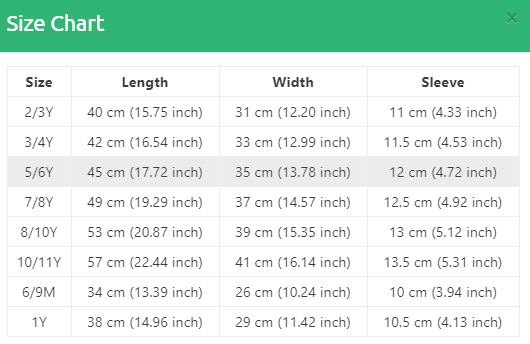 Size Chart ×
Size Length Width Sleeve
2/3Y 40 cm (15.75 inch) 31 cm (12.20 inch) 11 cm (4.33 inch)
3/4Y 42 cm (16.54 inch) 33 cm (12.99 inch) 11.5 cm (4.53 inch)
5/6Y 45 cm (17.72 inch) 35 cm (13.78 inch) 12 cm (4.72 inch)
7/8Y 49 cm (19.29 inch) 37 cm (14.57 inch) 12.5 cm (4.92 inch)
8/10Y 53 cm (20.87 inch) 39 cm (15.35 inch) 13 cm (5.12 inch)
10/11Y 57 cm (22.44 inch) 41 cm (16.14 inch) 13.5 cm (5.31 inch)
6/9M 34 cm (13.39 inch) 26 cm (10.24 inch) 10 cm (3.94 inch)
1Y 38 cm (14.96 inch) 29 cm (11.42 inch) 10.5 cm (4.13 inch)